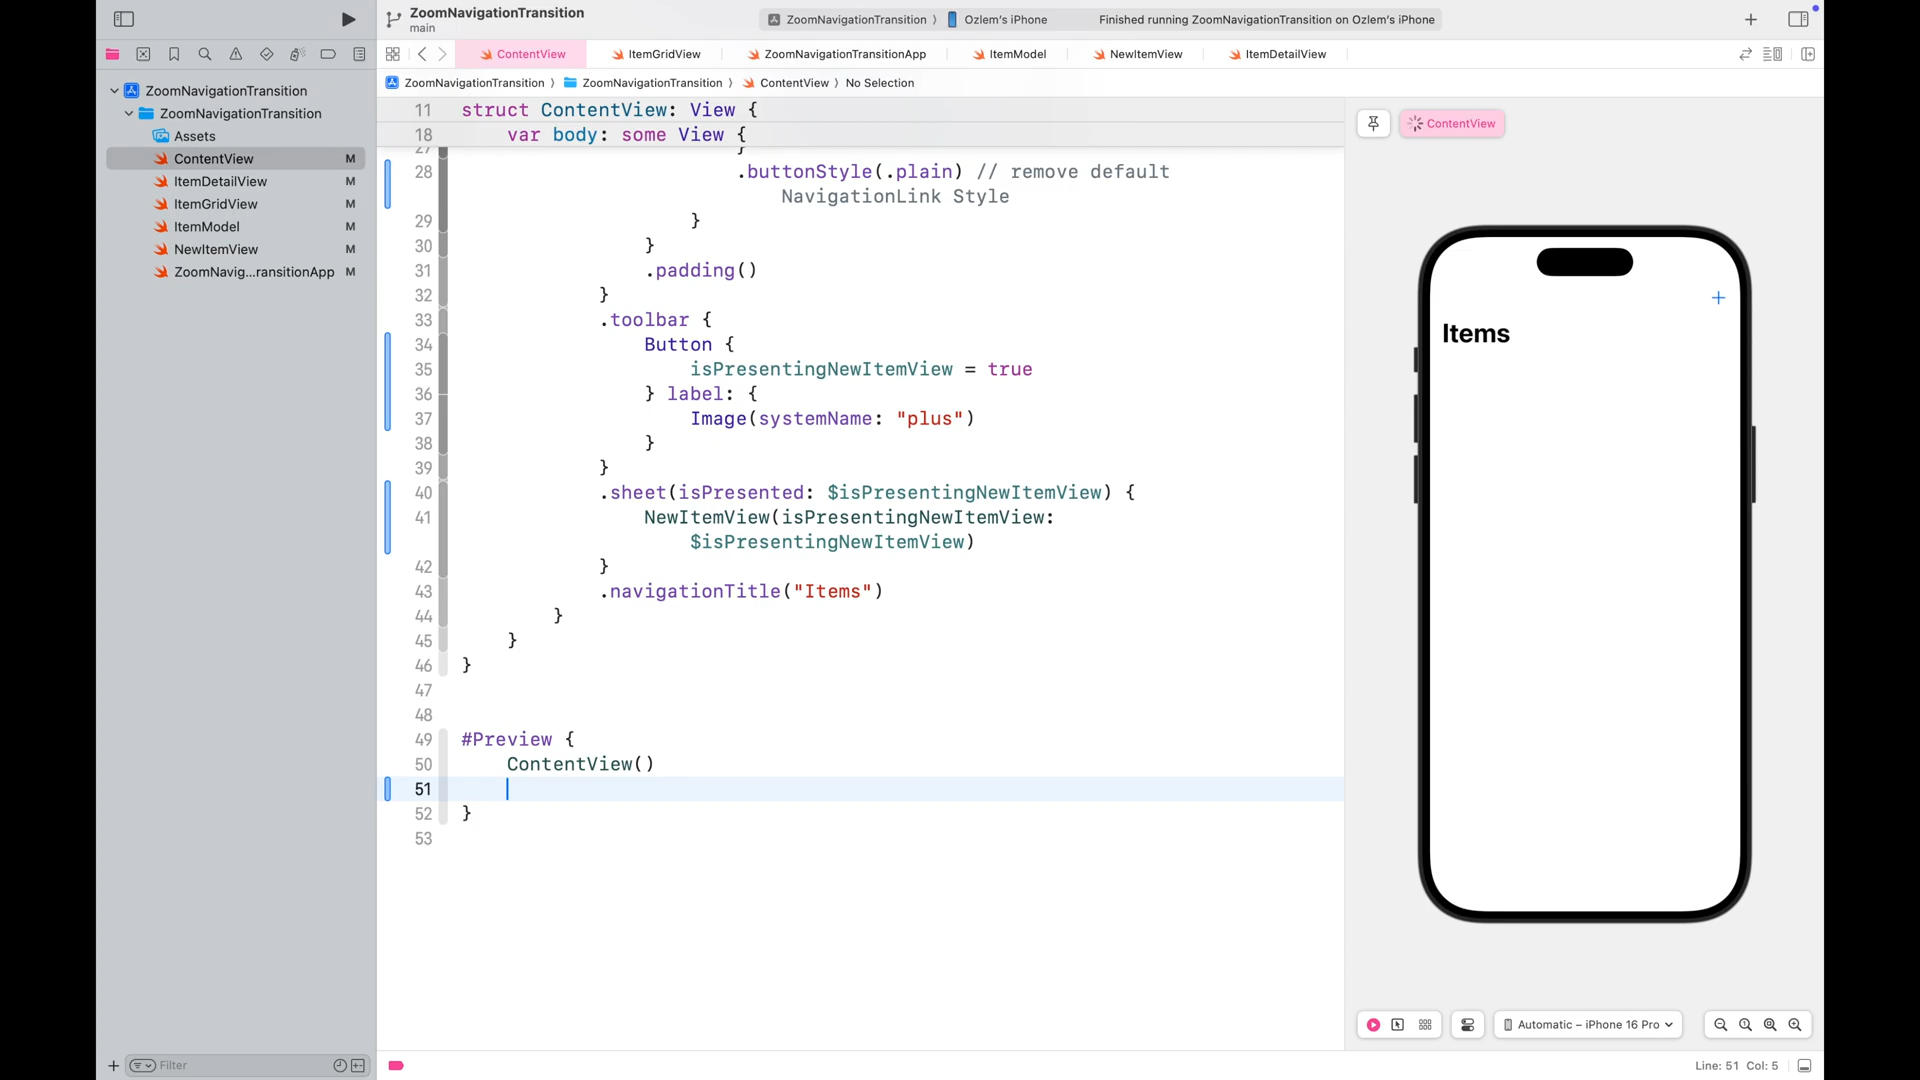 ZoomNavigationTransition
main
ZoomNavigationTransition 〉 Ozlem's iPhone
Finished running ZoomNavigationTransition on Ozlem's iPhone
ContentView
ItemGridView
ZoomNavigationTransitionApp
ItemModel
NewItemView
ItemDetailView
ZoomNavigationTransition 〉 ZoomNavigationTransition 〉 ContentView 〉 No Selection
ZoomNavigationTransition
ZoomNavigationTransition
Assets
ContentView M
ItemDetailView M
ItemGridView M
ItemModel M
NewItemView M
ZoomNavig...ransitionApp M
Filter
11 struct ContentView: View {
18 var body: some View {
27 }
28 .buttonStyle(.plain) // remove default
NavigationLink Style
29 }
30 }
31 .padding()
32 }
33 .toolbar {
34 Button {
35 isPresentingNewItemView = true
36 } label: {
37 Image(systemName: "plus")
38 }
39 }
40 .sheet(isPresented: $isPresentingNewItemView) {
41 NewItemView(isPresentingNewItemView:
$isPresentingNewItemView)
42 }
43 .navigationTitle("Items")
44 }
45 }
46 }
47
48
49 #Preview {
50 ContentView()
51
52 }
53
ContentView
Items
Automatic – iPhone 16 Pro
Line: 51 Col: 5